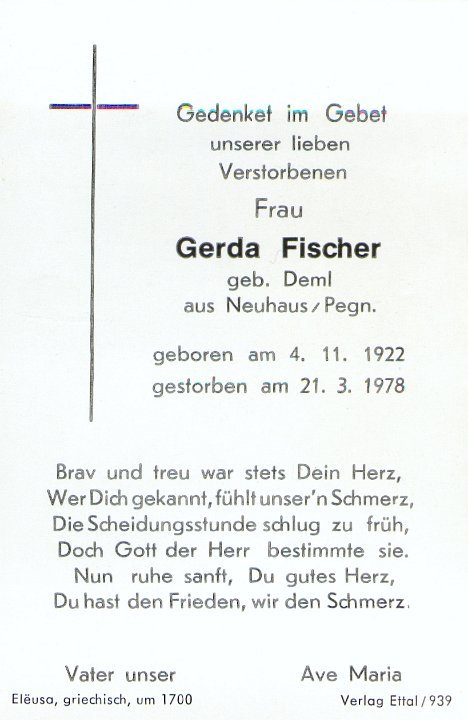 Gedenket im Gebet
unserer lieben
Verstorbenen
Frau
Gerda Fischer
geb. Deml
aus Neuhaus/Pegn.
geboren am 4. 11. 1922
gestorben am 21. 3. 1978
Brav und treu war stets Dein Herz,
Wer Dich gekannt, fühlt unser'n Schmerz,
Die Scheidungsstunde schlug zu früh,
Doch Gott der Herr bestimmte sie.
Nun ruhe sanft, Du gutes Herz,
Du hast den Frieden, wir den Schmerz.
Vater unser Ave Maria
Elëusa, griechisch, um 1700 Verlag Ettal/939